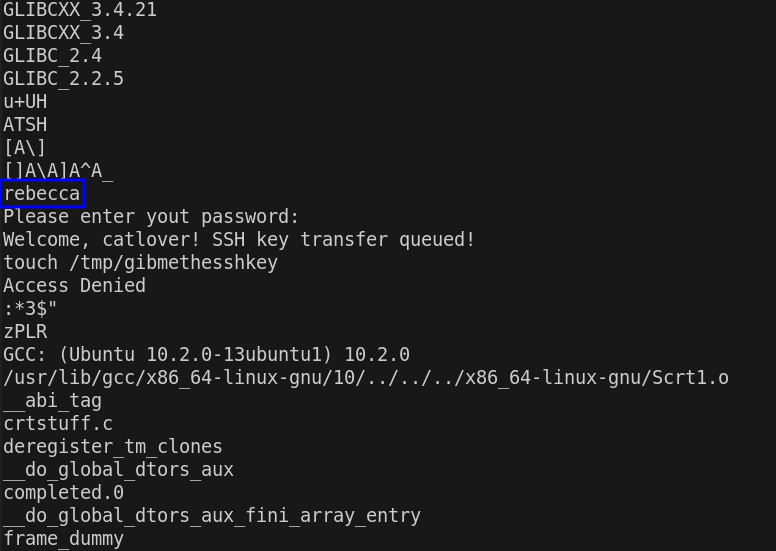 GLIBCXX_3.4.21
GLIBCXX_3.4
GLIBC_2.4
GLIBC_2.2.5
u+UH
ATSH
[A\]
[]A\A]A^A_
rebecca
Please enter yout password:
Welcome, catlover! SSH key transfer queued!
touch /tmp/gibmethesshkey
Access Denied
:*3$"
zPLR
GCC: (Ubuntu 10.2.0-13ubuntu1) 10.2.0
/usr/lib/gcc/x86_64-linux-gnu/10/../../../x86_64-linux-gnu/Scrt1.o
__abi_tag
crtstuff.c
deregister_tm_clones
__do_global_dtors_aux
completed.0
__do_global_dtors_aux_fini_array_entry
frame_dummy